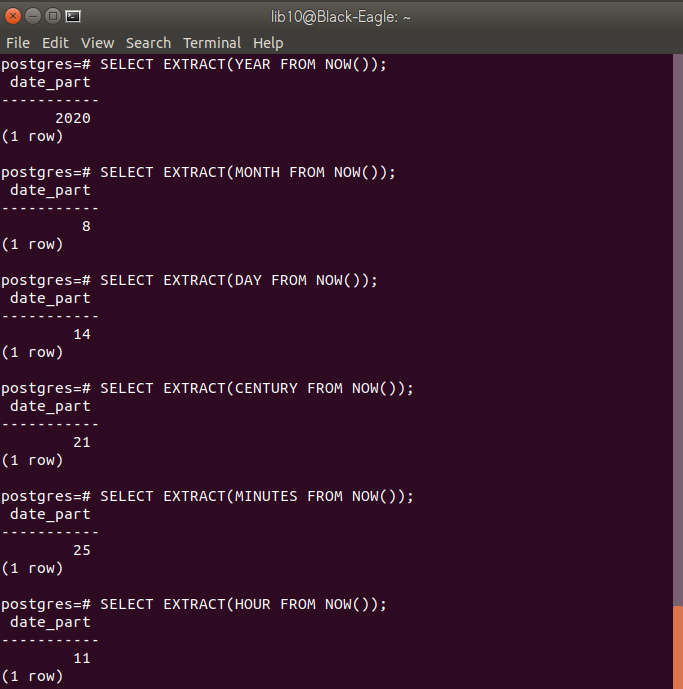 lib10@Black-Eagle: ~
File Edit View Search Terminal Help
postgres=# SELECT EXTRACT(YEAR FROM NOW());
 date_part
-----------
      2020
(1 row)

postgres=# SELECT EXTRACT(MONTH FROM NOW());
 date_part
-----------
         8
(1 row)

postgres=# SELECT EXTRACT(DAY FROM NOW());
 date_part
-----------
        14
(1 row)

postgres=# SELECT EXTRACT(CENTURY FROM NOW());
 date_part
-----------
        21
(1 row)

postgres=# SELECT EXTRACT(MINUTES FROM NOW());
 date_part
-----------
        25
(1 row)

postgres=# SELECT EXTRACT(HOUR FROM NOW());
 date_part
-----------
        11
(1 row)